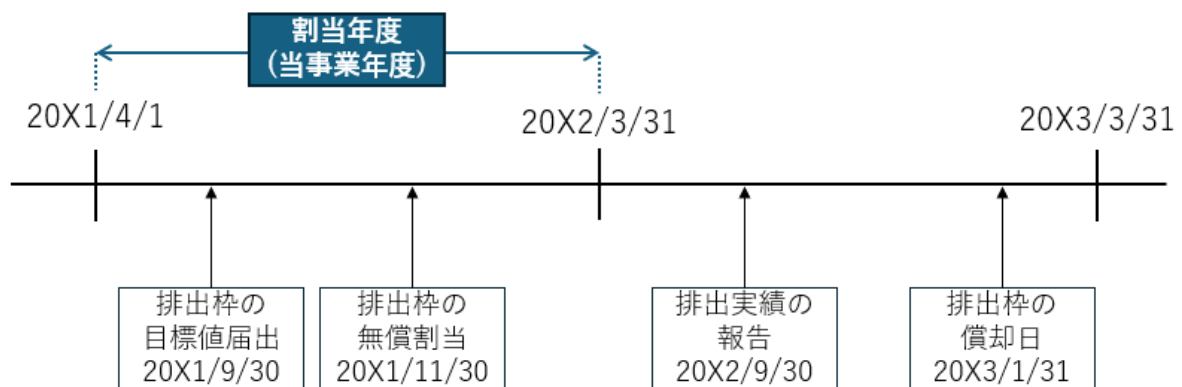 割当年度
(当事業年度)
20X1/4/1
20X2/3/31
20X3/3/31
排出枠の
目標値届出
20X1/9/30
排出枠の
無償割当
20X1/11/30
排出実績の
報告
20X2/9/30
排出枠の
償却日
20X3/1/31